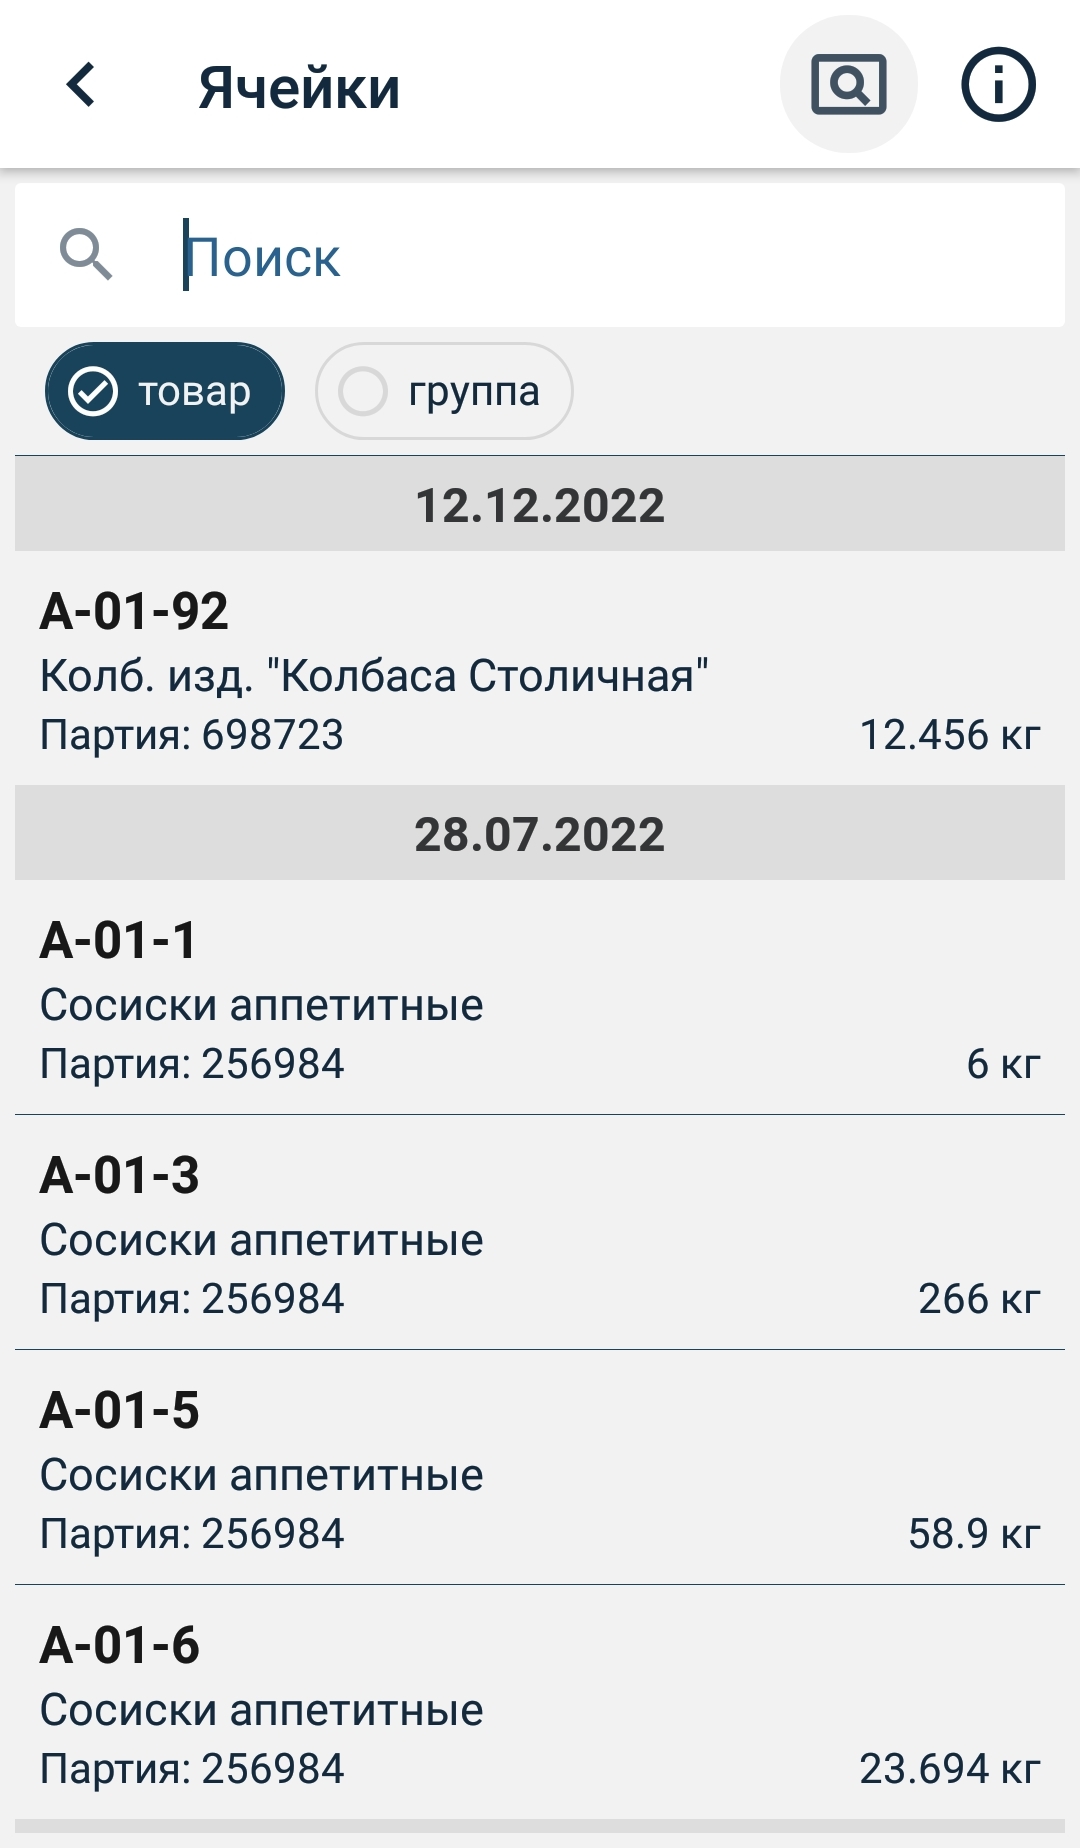 Ячейки
Поиск
товар группа
12.12.2022
А-01-92
Колб. изд. "Колбаса Столичная"
Партия: 698723 12.456 кг
28.07.2022
А-01-1
Сосиски аппетитные
Партия: 256984 6 кг
А-01-3
Сосиски аппетитные
Партия: 256984 266 кг
А-01-5
Сосиски аппетитные
Партия: 256984 58.9 кг
А-01-6
Сосиски аппетитные
Партия: 256984 23.694 кг